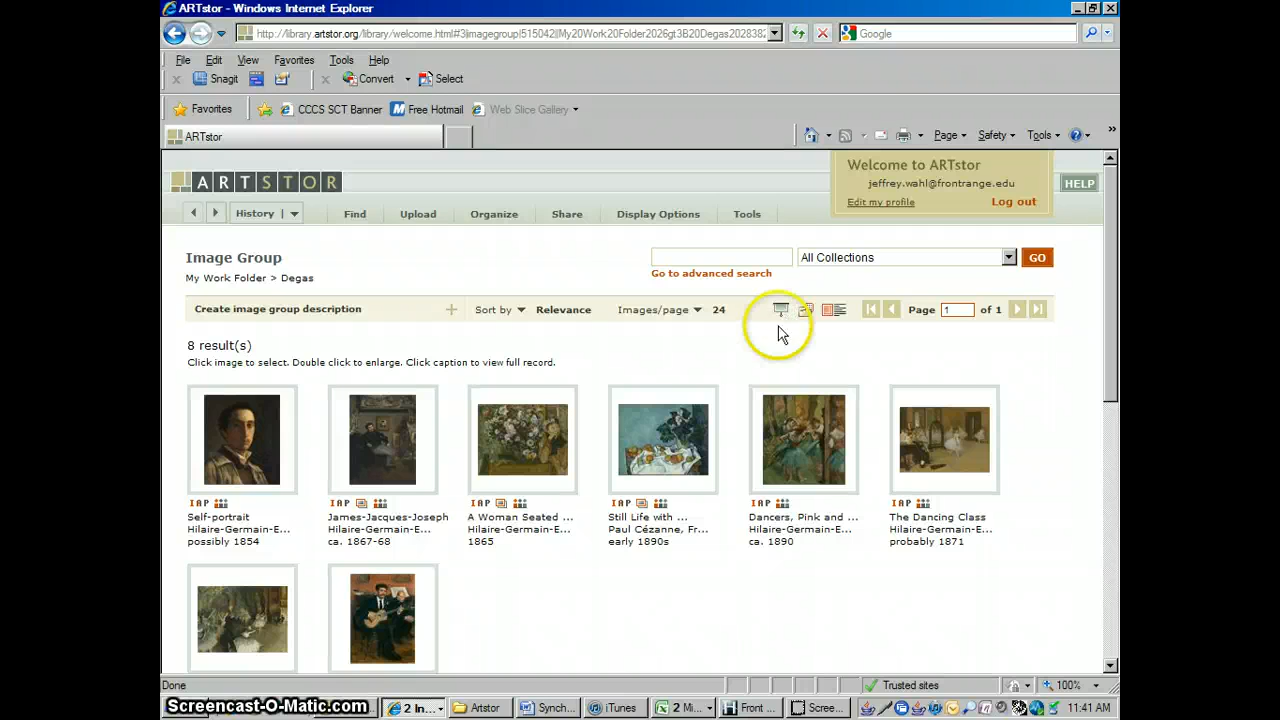 ARTstor - Windows Internet Explorer
http://library.artstor.org/library/welcome.html#3|imagegroup|515042||My20Work20Folder2026gt3B20Degas2028382
Google
File Edit View Favorites Tools Help
Snagit Convert Select
Favorites CCCS SCT Banner Free Hotmail Web Slice Gallery
ARTstor
Page Safety Tools
ARTSTOR
Welcome to ARTstor
jeffrey.wahl@frontrange.edu
Edit my profile Log out
HELP
History Find Upload Organize Share Display Options Tools
Image Group
All Collections GO
My Work Folder > Degas
Go to advanced search
Create image group description + Sort by Relevance Images/page 24 Page 1 of 1
8 result(s)
Click image to select. Double click to enlarge. Click caption to view full record.
IAP IAP IAP IAP IAP IAP
Self-portrait
Hilaire-Germain-E...
possibly 1854
James-Jacques-Joseph
Hilaire-Germain-E...
ca. 1867-68
A Woman Seated ...
Hilaire-Germain-E...
1865
Still Life with ...
Paul Cézanne, Fr...
early 1890s
Dancers, Pink and ...
Hilaire-Germain-E...
ca. 1890
The Dancing Class
Hilaire-Germain-E...
probably 1871
Done Trusted sites 100%
Screencast-O-Matic.com
2 In... Artstor Synch... iTunes 2 Mi... Front ... Scree... 11:41 AM